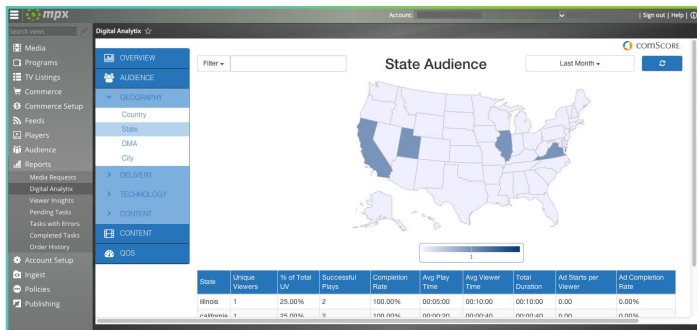 mpx
Account:
| Sign out | Help |
Search views
Digital Analytix
Media
Programs
TV Listings
Commerce
Commerce Setup
Feeds
Players
Audience
Reports
Media Requests
Digital Analytix
Viewer Insights
Pending Tasks
Tasks with Errors
Completed Tasks
Order History
Account Setup
Ingest
Policies
Publishing
OVERVIEW
AUDIENCE
GEOGRAPHY
Country
State
DMA
City
DELIVERY
TECHNOLOGY
CONTENT
CONTENT
QOS
comSCORE
Filter
State Audience
Last Month
1
State Unique Viewers % of Total UV Successful Plays Completion Rate Avg Play Time Avg Viewer Time Total Duration Ad Starts per Viewer Ad Completion Rate
illinois 1 25.00% 2 100.00% 00:05:00 00:10:00 00:10:00 0.00 0.00%
california 1 25.00% 2 100.00% 00:00:20 00:00:40 00:00:40 0.00 0.00%